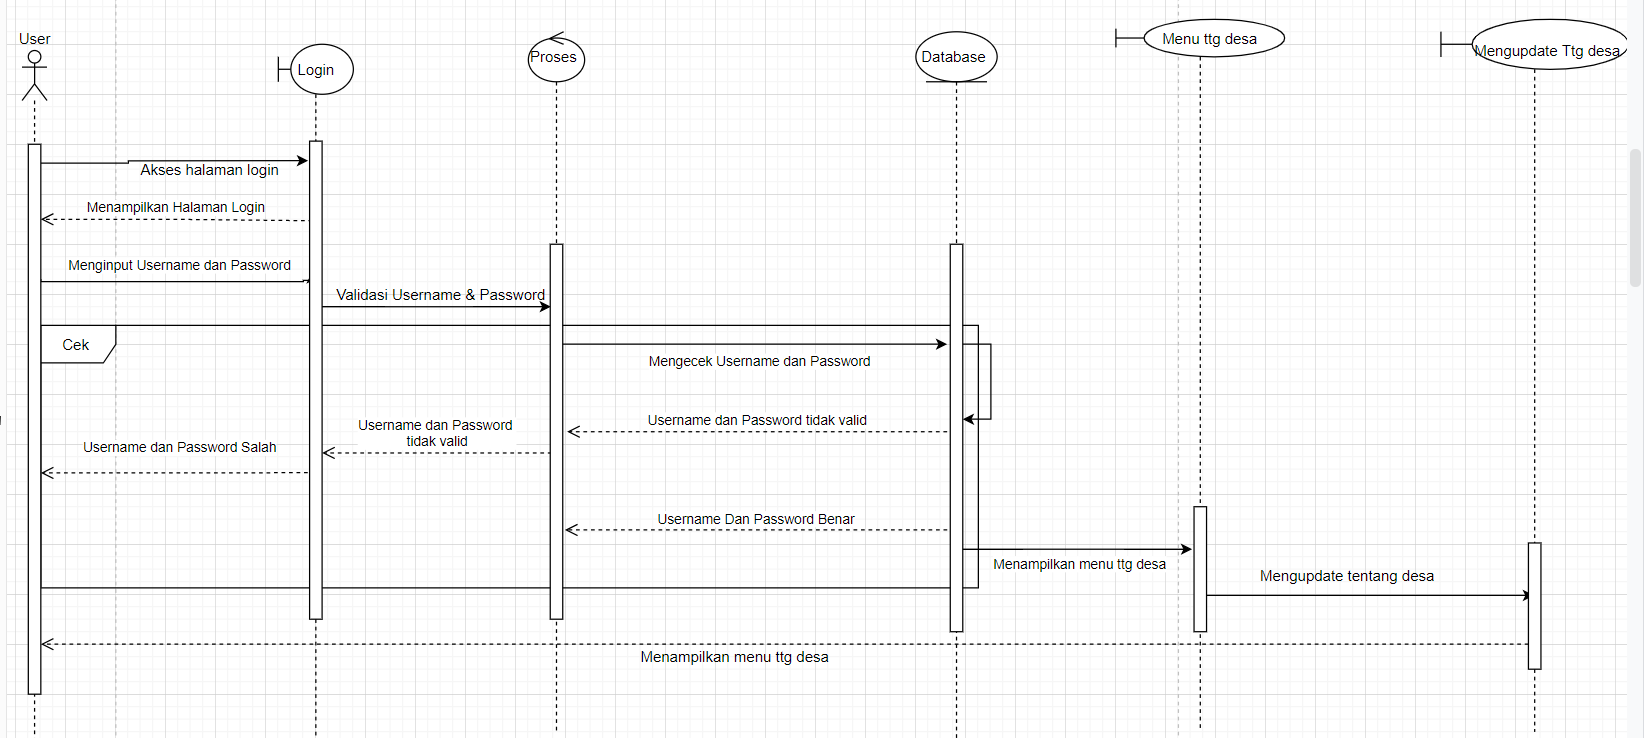 User
Login
Proses
Database
Menu ttg desa
Mengupdate Ttg desa
Akses halaman login
Menampilkan Halaman Login
Menginput Username dan Password
Validasi Username & Password
Cek
Mengecek Username dan Password
Username dan Password tidak valid
Username dan Password
tidak valid
Username dan Password Salah
Username Dan Password Benar
Menampilkan menu ttg desa
Mengupdate tentang desa
Menampilkan menu ttg desa